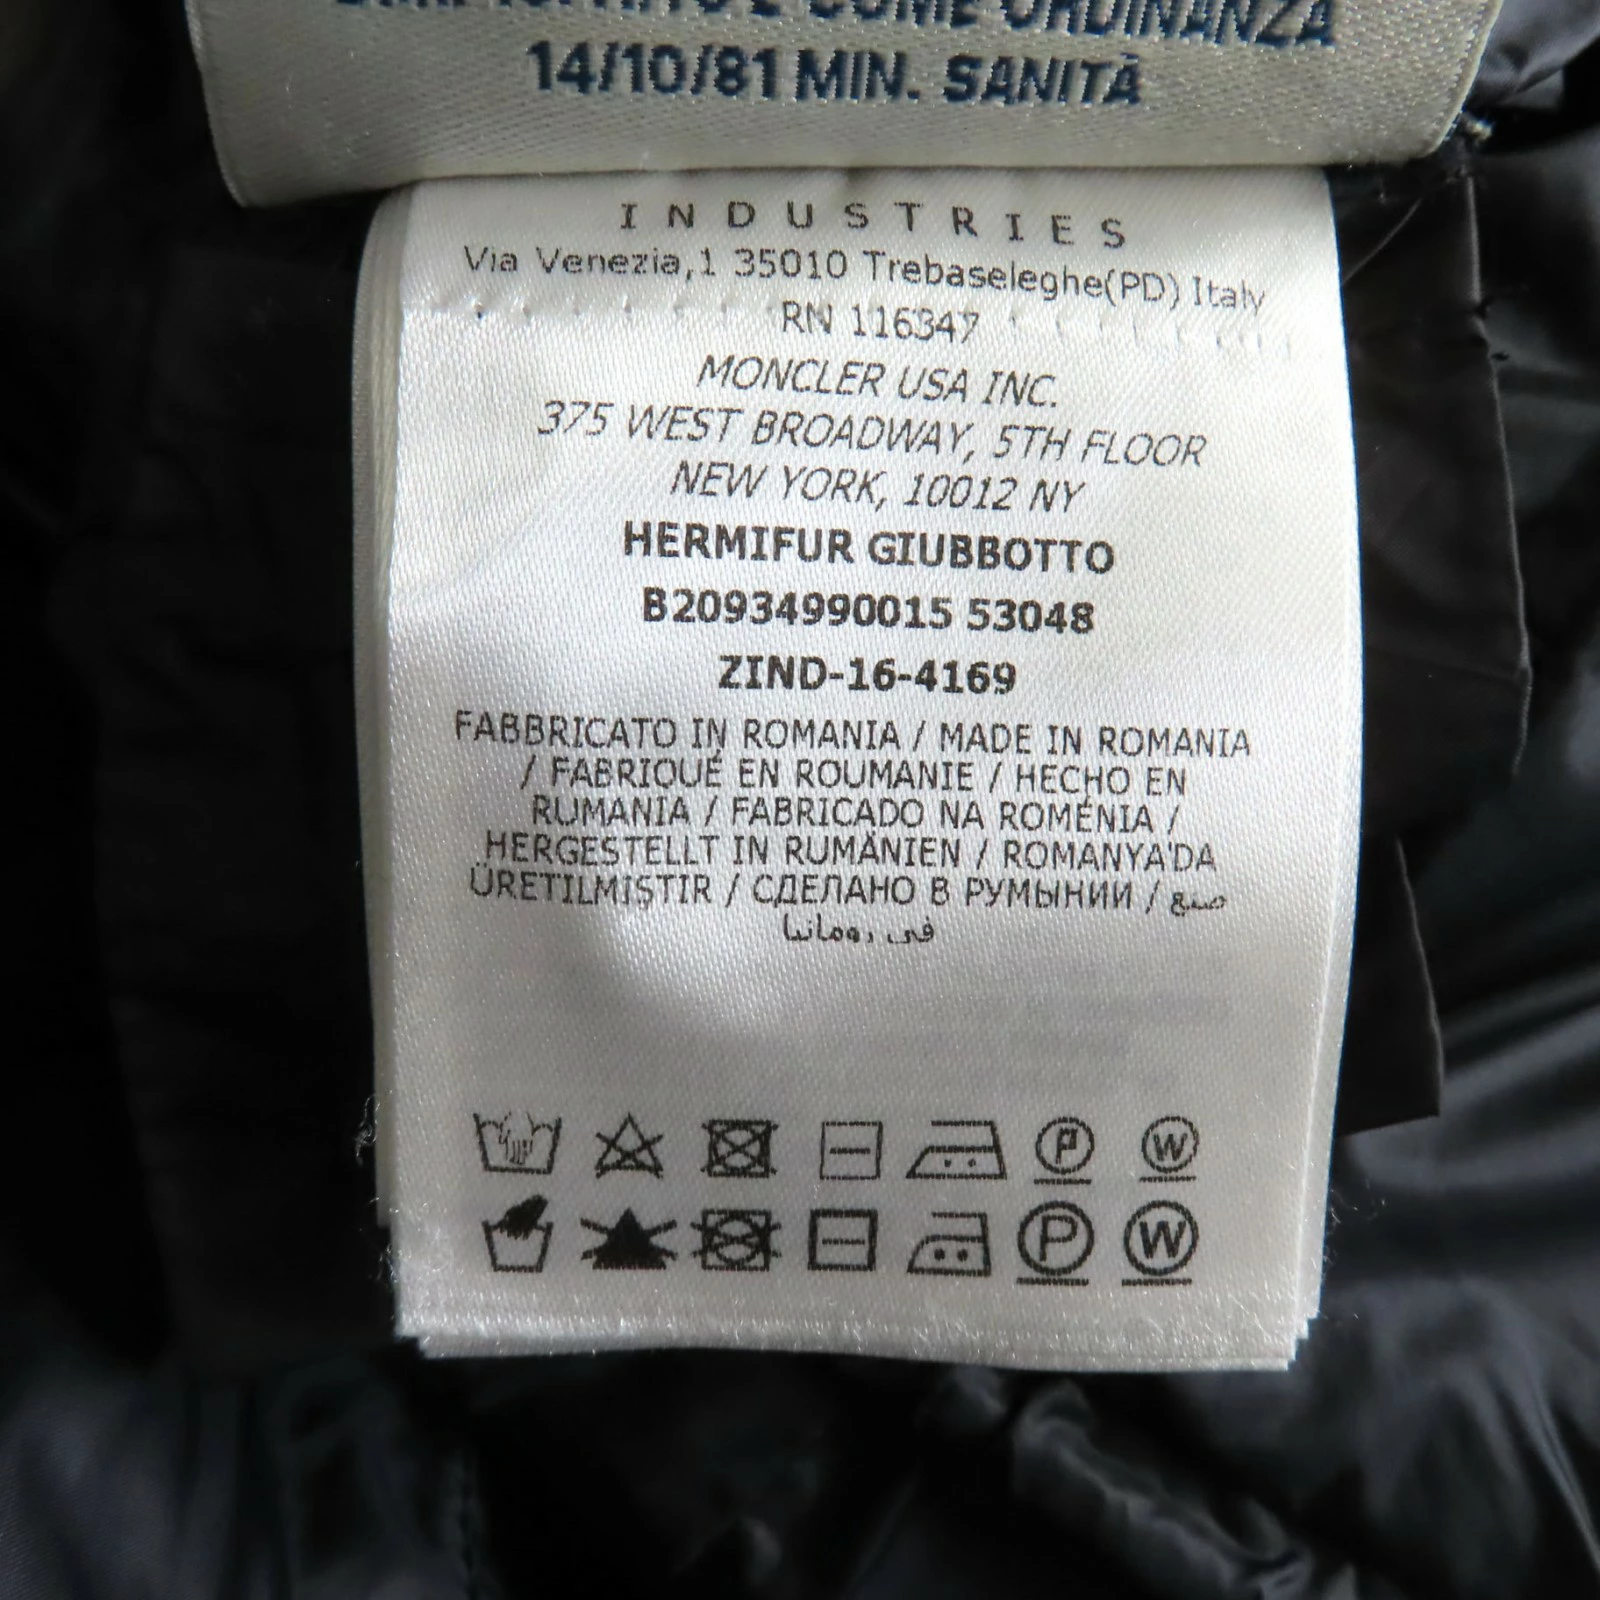 E COME ORDINANZA
14/10/81 MIN. SANITÀ
INDUSTRIES
Via Venezia,1 35010 Trebaseleghe(PD) Italy
RN 116347
MONCLER USA INC.
375 WEST BROADWAY, 5TH FLOOR
NEW YORK, 10012 NY
HERMIFUR GIUBBOTTO
B20934990015 53048
ZIND-16-4169
FABBRICATO IN ROMANIA / MADE IN ROMANIA
/ FABRIQUÉ EN ROUMANIE / HECHO EN
RUMANIA / FABRICADO NA ROMÉNIA /
HERGESTELLT IN RUMÄNIEN / ROMANYA'DA
ÜRETILMIŞTIR / СДЕЛАНО В РУМЫНИИ / صنع
في رومانيا
P W
P W